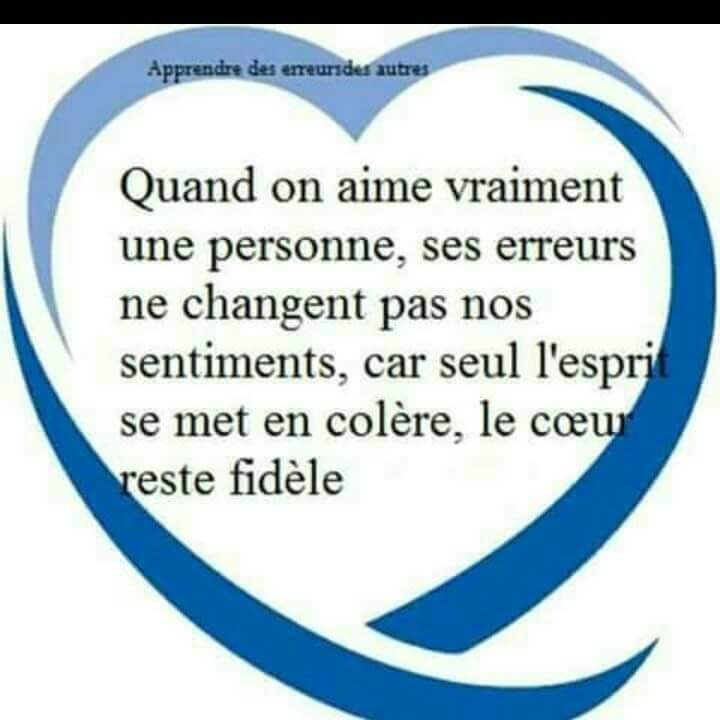 Apprendre des erreursdes autres
Quand on aime vraiment
une personne, ses erreurs
ne changent pas nos
sentiments, car seul l'esprit
se met en colère, le cœur
reste fidèle